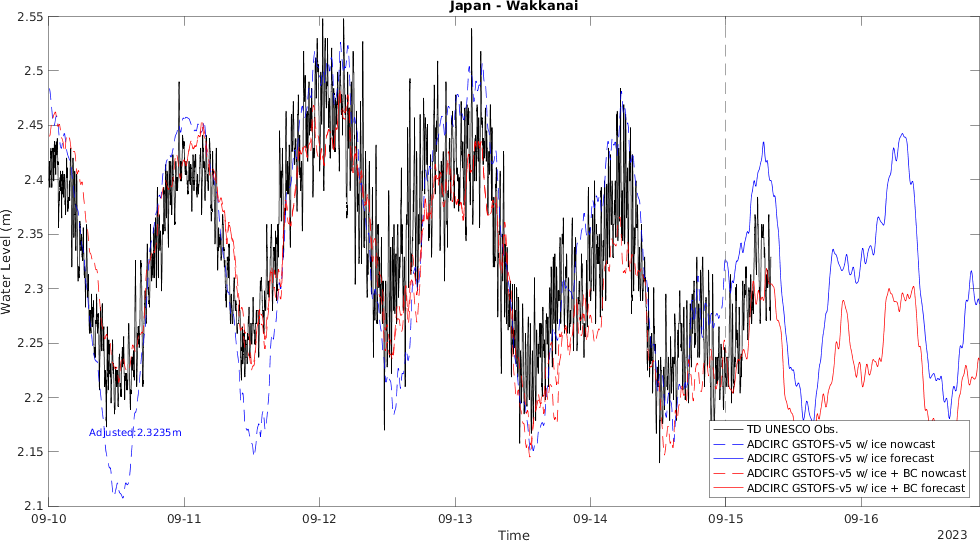 Japan - Wakkanai
2.55
2.5
2.45
2.4
2.35
2.3
2.25
2.2
2.15
2.1
Water Level (m)
Adjusted:2.3235m
TD UNESCO Obs.
ADCIRC GSTOFS-v5 w/ ice nowcast
ADCIRC GSTOFS-v5 w/ ice forecast
ADCIRC GSTOFS-v5 w/ ice + BC nowcast
ADCIRC GSTOFS-v5 w/ ice + BC forecast
09-10 09-11 09-12 09-13 09-14 09-15 09-16
Time
2023